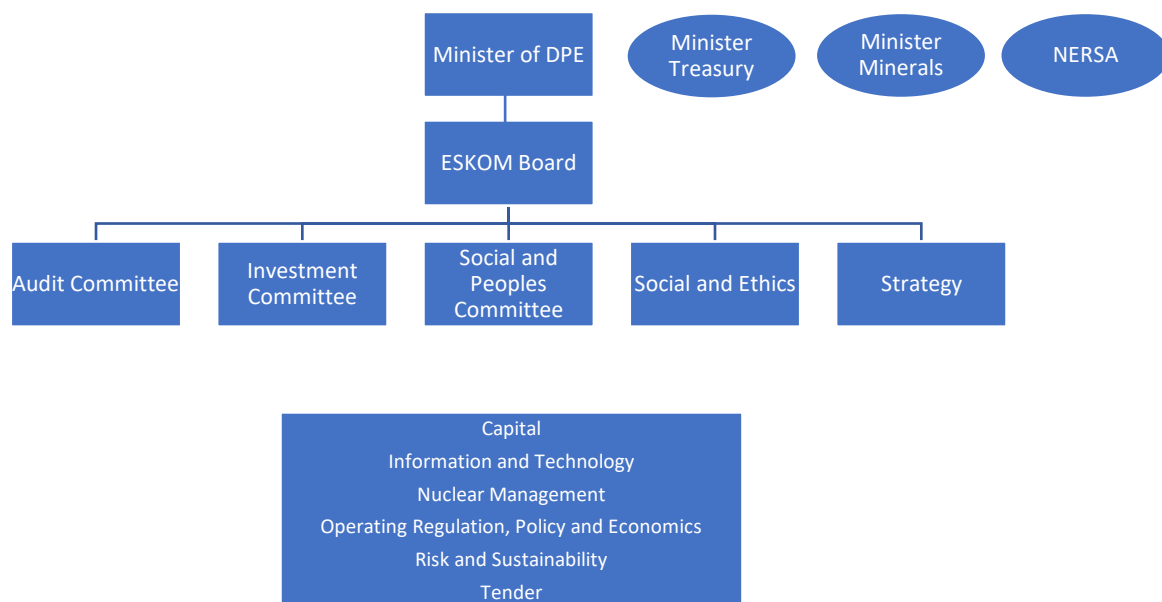 Minister of DPE
Minister
Treasury
Minister
Minerals
NERSA
ESKOM Board
Audit Committee
Investment
Committee
Social and
Peoples
Committee
Social and Ethics
Strategy
Capital
Information and Technology
Nuclear Management
Operating Regulation, Policy and Economics
Risk and Sustainability
Tender